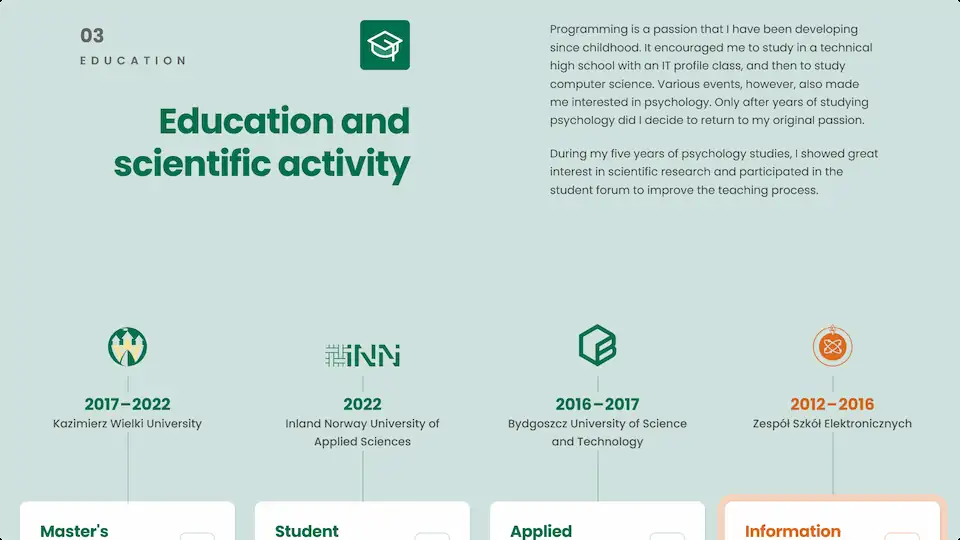 03
EDUCATION
Education and
scientific activity
Programming is a passion that I have been developing
since childhood. It encouraged me to study in a technical
high school with an IT profile class, and then to study
computer science. Various events, however, also made
me interested in psychology. Only after years of studying
psychology did I decide to return to my original passion.
During my five years of psychology studies, I showed great
interest in scientific research and participated in the
student forum to improve the teaching process.
2017–2022
Kazimierz Wielki University
INN
2022
Inland Norway University of
Applied Sciences
2016–2017
Bydgoszcz University of Science
and Technology
2012–2016
Zespół Szkół Elektronicznych
Master's
Student
Applied
Information